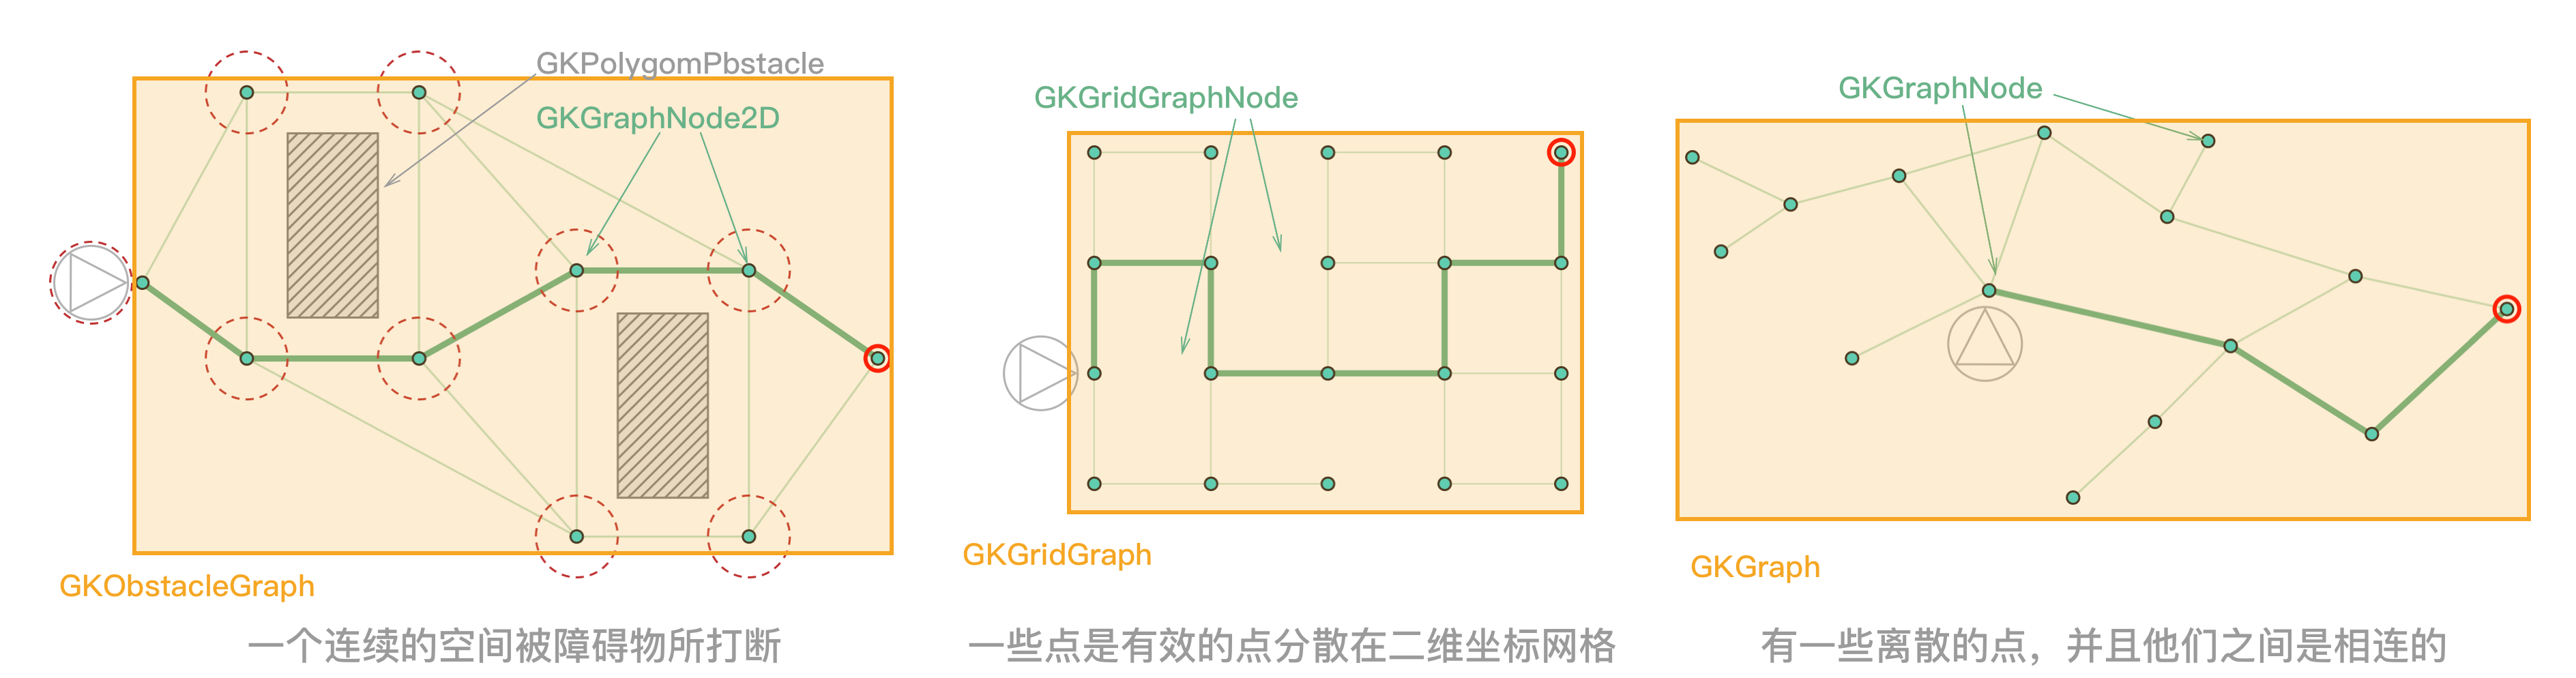 GKPolygomPbstacle
GKGraphNode2D
GKObstacleGraph
一个连续的空间被障碍物所打断
GKGridGraphNode
GKGridGraph
一些点是有效的点分散在二维坐标网格
GKGraphNode
GKGraph
有一些离散的点，并且他们之间是相连的